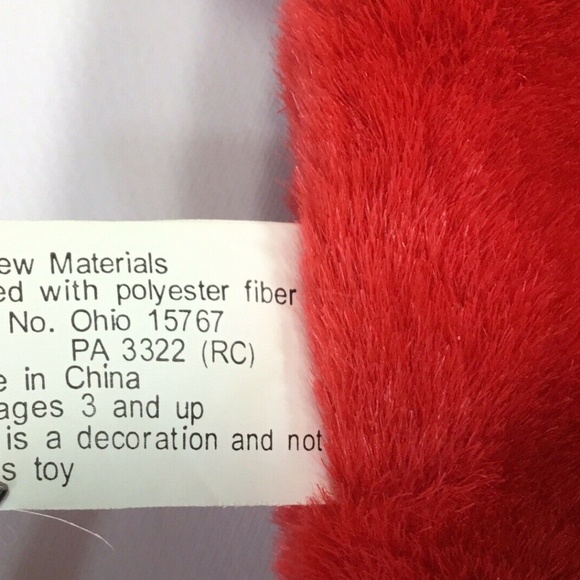 ew Materials
ed with polyester fiber
No. Ohio 15767
PA 3322 (RC)
e in China
ages 3 and up
is a decoration and not
s toy